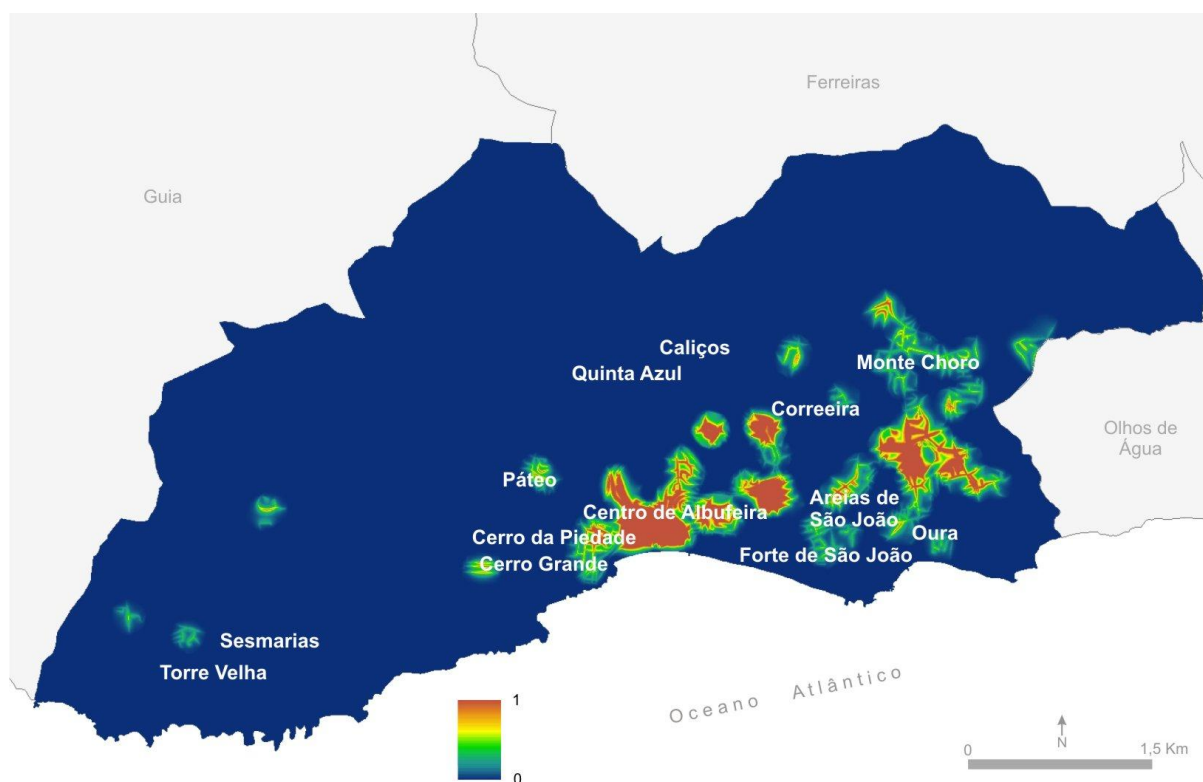 Ferreiras
Guia
Caliços
Monte Choro
Quinta Azul
Correeira
Olhos de
Água
Páteo
Areias de
São João
Centro de Albufeira
Oura
Cerro da Piedade
Forte de São João
Cerro Grande
Sesmarias
Torre Velha
Oceano Atlântico
1
0
N
0 1,5 Km